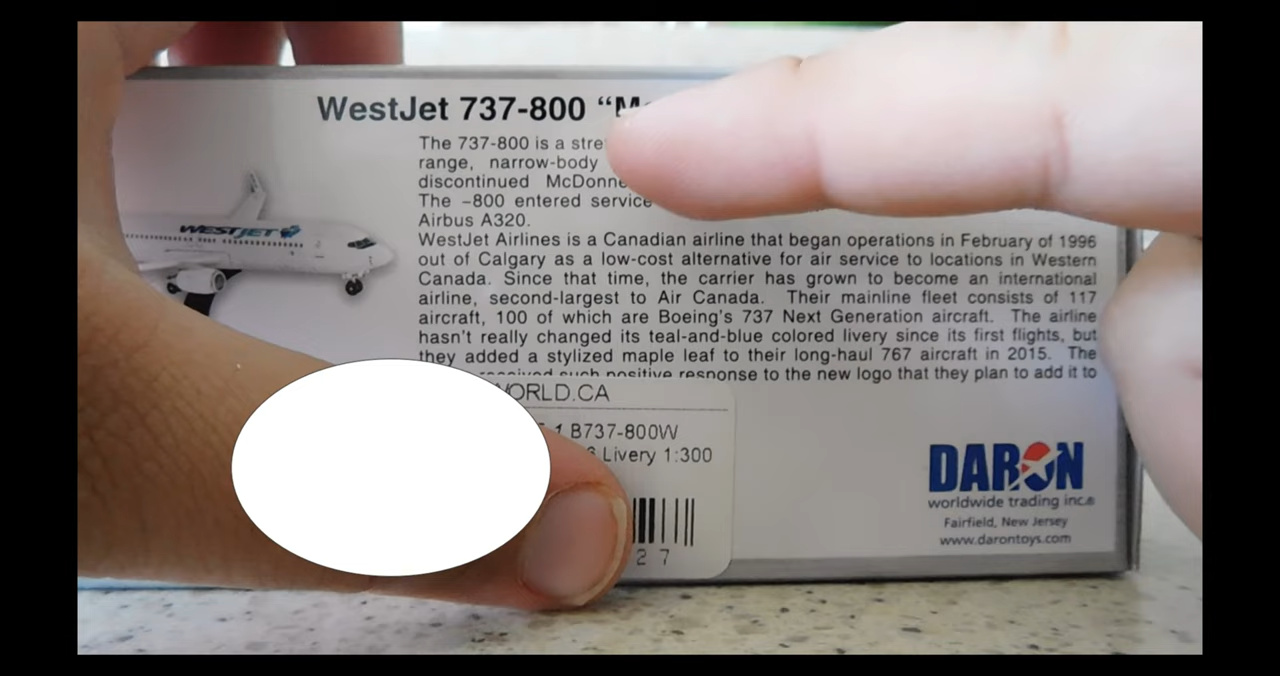 WestJet 737-800 “M
The 737-800 is a stre
range, narrow-body
discontinued McDonne
The –800 entered service
Airbus A320.
WestJet Airlines is a Canadian airline that began operations in February of 1996
out of Calgary as a low-cost alternative for air service to locations in Western
Canada. Since that time, the carrier has grown to become an international
airline, second-largest to Air Canada. Their mainline fleet consists of 117
aircraft, 100 of which are Boeing’s 737 Next Generation aircraft. The airline
hasn’t really changed its teal-and-blue colored livery since its first flights, but
they added a stylized maple leaf to their long-haul 767 aircraft in 2015. The
received such positive response to the new logo that they plan to add it to
WESTJET
ORLD.CA
B737-800W
Livery 1:300
2 7
DARON
worldwide trading inc.®
Fairfield, New Jersey
www.darontoys.com